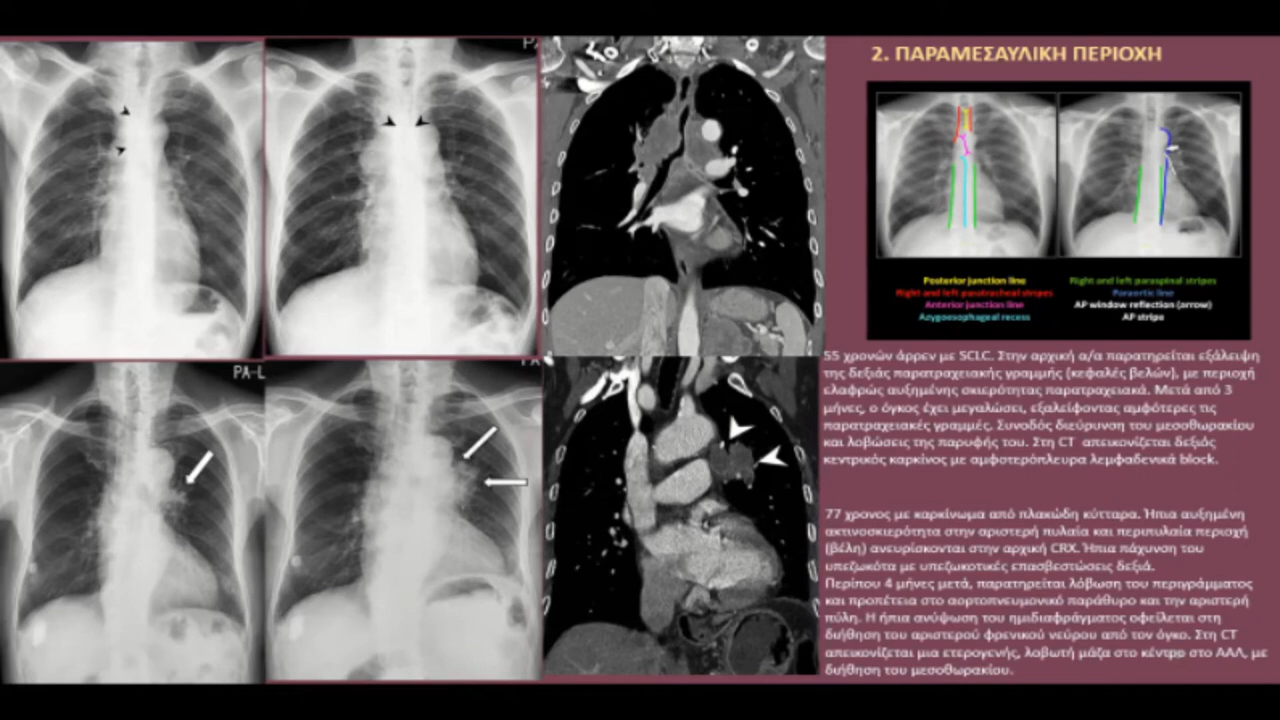 PA-L
2. ΠΑΡΑΜΕΣΑΥΛΙΚΗ ΠΕΡΙΟΧΗ
Posterior junction line
Right and left paratracheal stripes
Anterior junction line
Azygoesophageal recess
Right and left paraspinal stripes
Paraaortic line
AP window reflection (arrow)
AP stripe
55 χρονών άρρεν με SCLC. Στην αρχική α/α παρατηρείται εξάλειψη
της δεξιάς παρατραχειακής γραμμής (κεφαλές βελών), με περιοχή
ελαφρώς αυξημένης σκιερότητας παρατραχειακά. Μετά από 3
μήνες, ο όγκος έχει μεγαλώσει, εξαλείφοντας αμφότερες τις
παρατραχειακές γραμμές. Συνοδός διεύρυνση του μεσοθωρακίου
και λοβώσεις της παρυφής του. Στη CT απεικονίζεται δεξιός
κεντρικός καρκίνος με αμφοτερόπλευρα λεμφαδενικά block.
77 χρονος με καρκίνωμα από πλακώδη κύτταρα. Ήπια αυξημένη
ακτινοσκιερότητα στην αριστερή πυλαία και περιπυλαία περιοχή
(βέλη) ανευρίσκονται στην αρχική CRX. Ήπια πάχυνση του
υπεζωκότα με υπεζωκοτικές επασβεστώσεις δεξιά.
Περίπου 4 μήνες μετά, παρατηρείται λόβωση του περιγράμματος
και προπέτεια στο αορτοπνευμονικό παράθυρο και την αριστερή
πύλη. Η ήπια ανύψωση του ημιδιαφράγματος οφείλεται στη
διήθηση του αριστερού φρενικού νεύρου από τον όγκο. Στη CT
απεικονίζεται μια ετερογενής, λοβωτή μάζα στο κέντρο στο ΑΑΛ, με
διήθηση του μεσοθωρακίου.